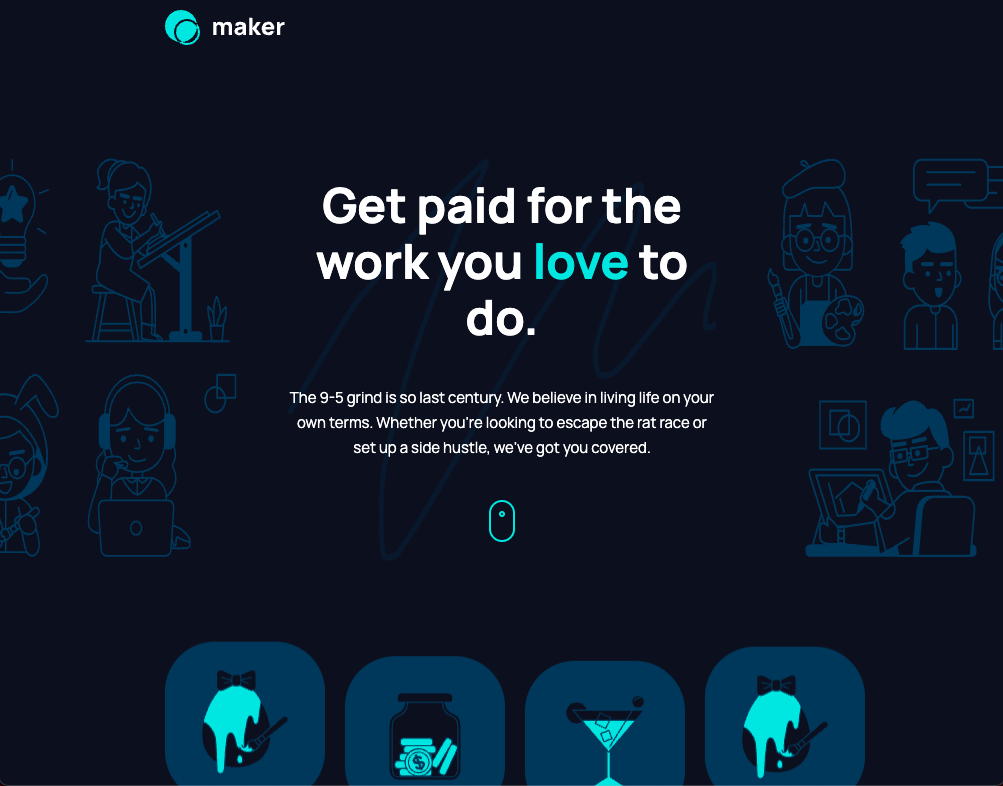 maker
Get paid for the
work you love to
do.
The 9-5 grind is so last century. We believe in living life on your
own terms. Whether you're looking to escape the rat race or
set up a side hustle, we've got you covered.
$